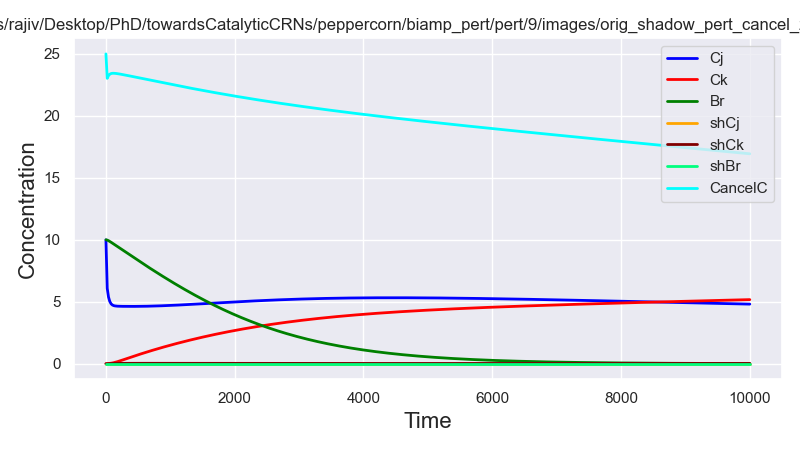 s/rajiv/Desktop/PhD/towardsCatalyticCRNs/peppercorn/biamp_pert/pert/9/images/orig_shadow_pert_cancel_
25
20
15
10
5
0
Concentration
0
2000
4000
6000
8000
10000
Time
Cj
Ck
Br
shCj
shCk
shBr
CancelC